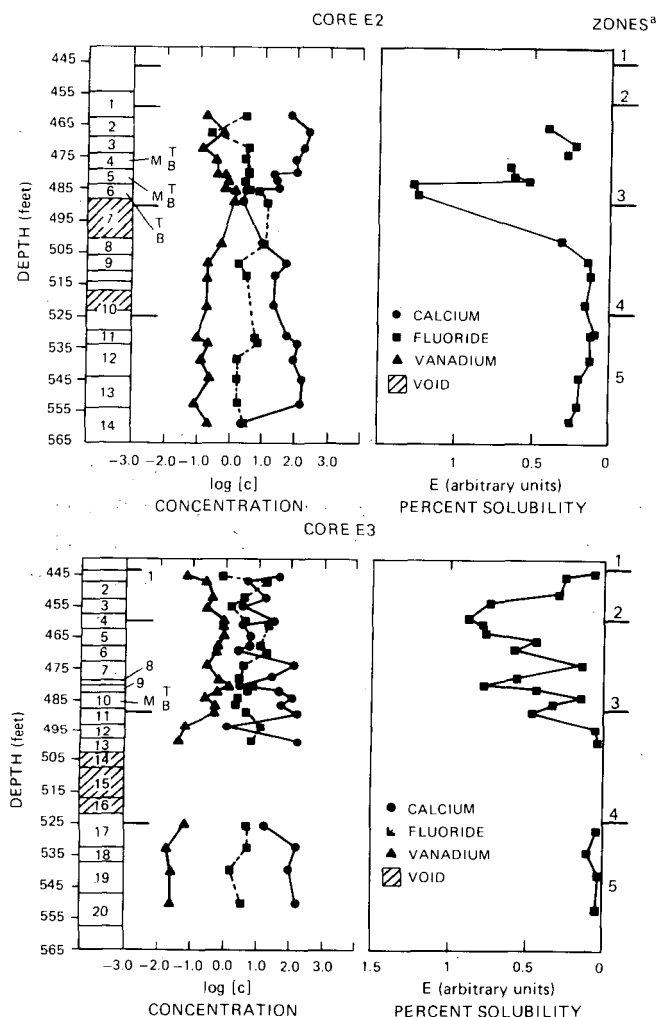 CORE E2
ZONESa
445
455
465
475
485
495
505
515
525
535
545
555
565
DEPTH (feet)
1
2
3
4
5
6
7
8
9
10
11
12
13
14
M T B
M T B
T B
1
2
3
4
5
CALCIUM
FLUORIDE
VANADIUM
VOID
-3.0 -2.0 -1.0 0.0 1.0 2.0 3.0
log [c]
CONCENTRATION
1 0.5 0
E (arbitrary units)
PERCENT SOLUBILITY
CORE E3
445
455
465
475
485
495
505
515
525
535
545
555
565
DEPTH (feet)
1
2
3
4
5
6
7
8
9
10
11
12
13
14
15
16
17
18
19
20
M T B
1
2
3
4
5
CALCIUM
FLUORIDE
VANADIUM
VOID
-3.0 -2.0 -1.0 0.0 1.0 2.0 3.0
log [c]
CONCENTRATION
1.5 1 0.5 0
E (arbitrary units)
PERCENT SOLUBILITY